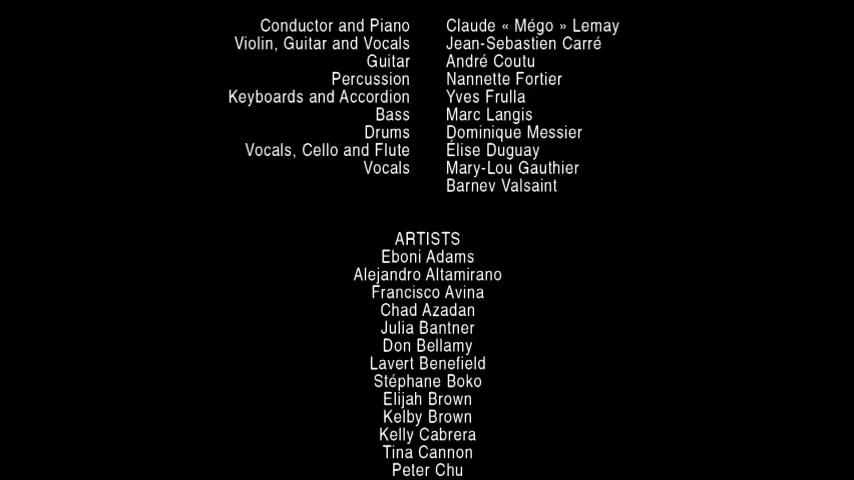 Conductor and Piano Claude « Mégo » Lemay
Violin, Guitar and Vocals Jean-Sebastien Carré
Guitar André Coutu
Percussion Nannette Fortier
Keyboards and Accordion Yves Frulla
Bass Marc Langis
Drums Dominique Messier
Vocals, Cello and Flute Élise Duguay
Vocals Mary-Lou Gauthier
Barnev Valsaint
ARTISTS
Eboni Adams
Alejandro Altamirano
Francisco Avina
Chad Azadan
Julia Bantner
Don Bellamy
Lavert Benefield
Stéphane Boko
Elijah Brown
Kelby Brown
Kelly Cabrera
Tina Cannon
Peter Chu